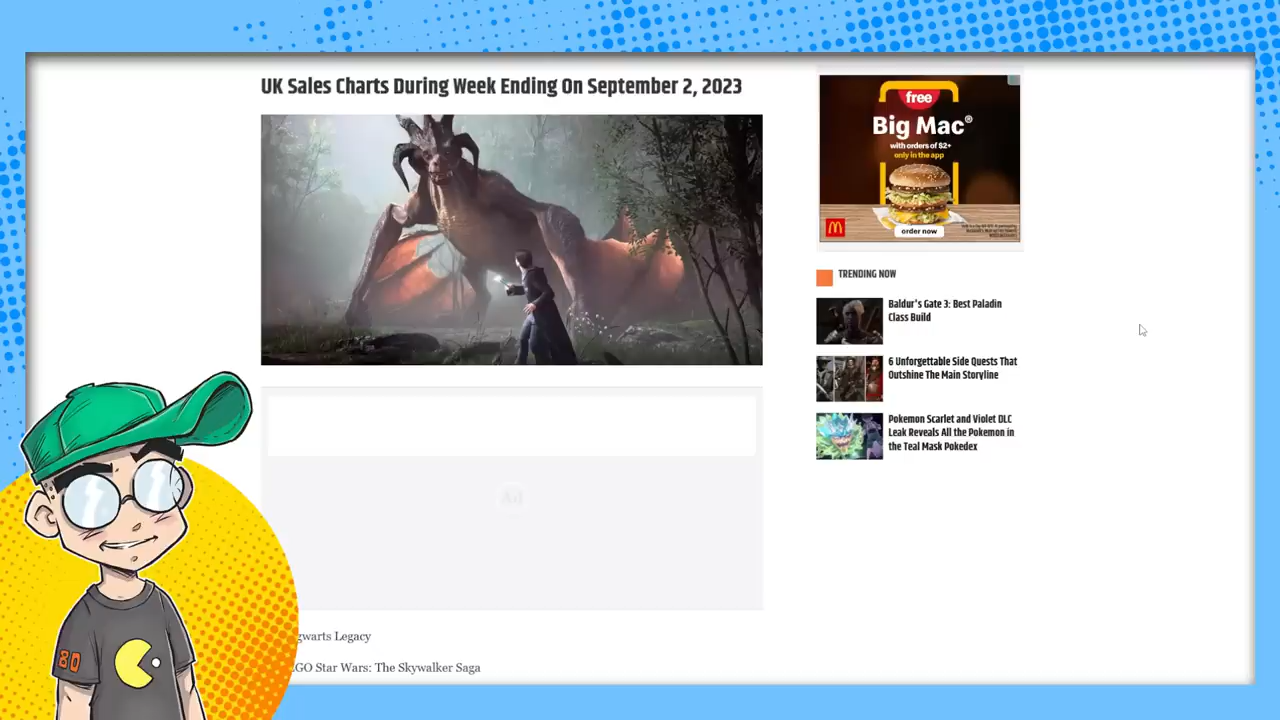 UK Sales Charts During Week Ending On September 2, 2023
free
Big Mac®
with orders of $2+
only in the app
order now
TRENDING NOW
Baldur's Gate 3: Best Paladin
Class Build
6 Unforgettable Side Quests That
Outshine The Main Storyline
Pokemon Scarlet and Violet DLC
Leak Reveals All the Pokemon in
the Teal Mask Pokedex
Ad
gwarts Legacy
GO Star Wars: The Skywalker Saga
80